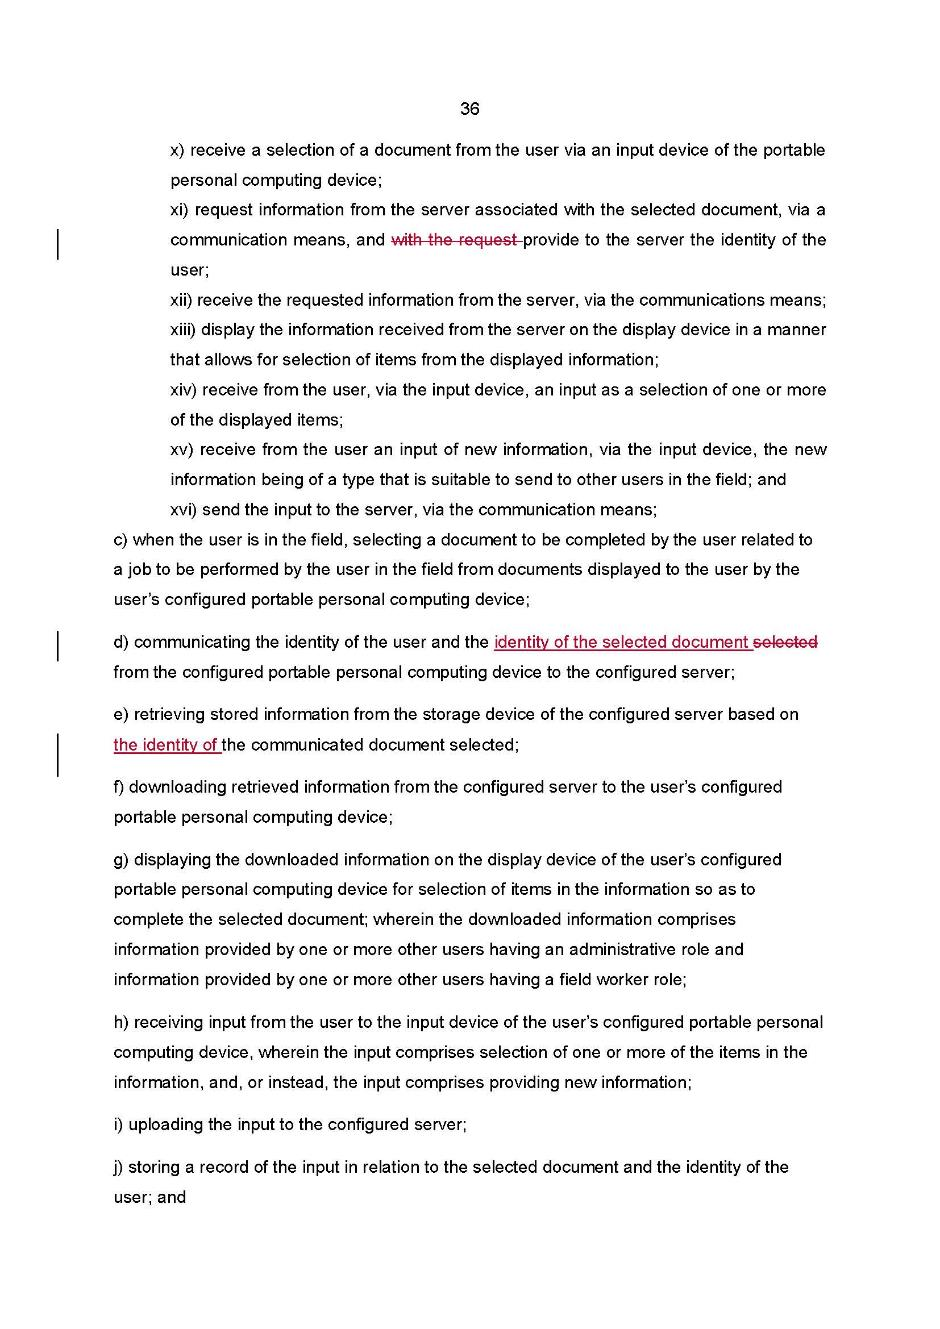 36
x) receive a selection of a document from the user via an input device of the portable
personal computing device;
xi) request information from the server associated with the selected document, via a
communication means, and with the request provide to the server the identity of the
user;
xii) receive the requested information from the server, via the communications means;
xiii) display the information received from the server on the display device in a manner
that allows for selection of items from the displayed information;
xiv) receive from the user, via the input device, an input as a selection of one or more
of the displayed items;
xv) receive from the user an input of new information, via the input device, the new
information being of a type that is suitable to send to other users in the field; and
xvi) send the input to the server, via the communication means;
c) when the user is in the field, selecting a document to be completed by the user related to
a job to be performed by the user in the field from documents displayed to the user by the
user’s configured portable personal computing device;
d) communicating the identity of the user and the identity of the selected document selected
from the configured portable personal computing device to the configured server;
e) retrieving stored information from the storage device of the configured server based on
the identity of the communicated document selected;
f) downloading retrieved information from the configured server to the user’s configured
portable personal computing device;
g) displaying the downloaded information on the display device of the user’s configured
portable personal computing device for selection of items in the information so as to
complete the selected document; wherein the downloaded information comprises
information provided by one or more other users having an administrative role and
information provided by one or more other users having a field worker role;
h) receiving input from the user to the input device of the user’s configured portable personal
computing device, wherein the input comprises selection of one or more of the items in the
information, and, or instead, the input comprises providing new information;
i) uploading the input to the configured server;
j) storing a record of the input in relation to the selected document and the identity of the
user; and